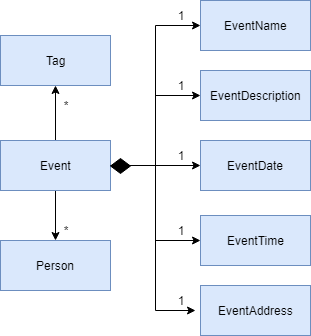 1
EventName
Tag
*
1
EventDescription
Event
1
EventDate
*
1
EventTime
Person
1
EventAddress